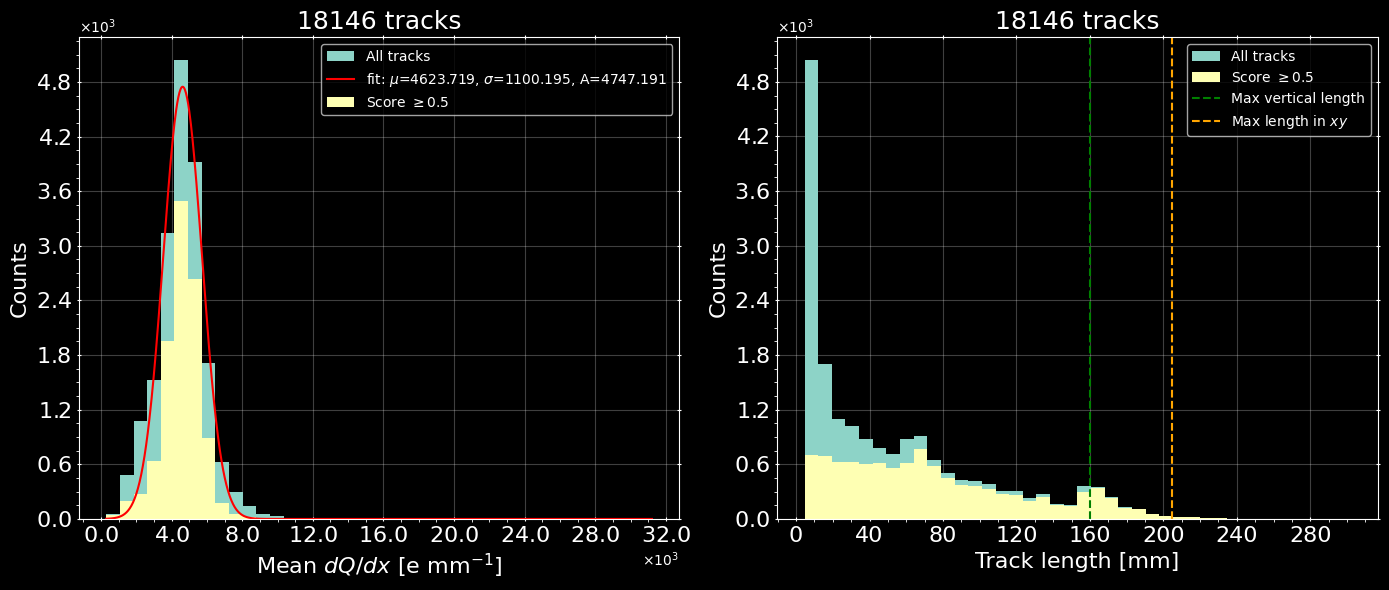 18146 tracks
×10³
All tracks
fit: μ=4623.719, σ=1100.195, A=4747.191
Score ≥0.5
4.8
4.2
3.6
3.0
2.4
1.8
1.2
0.6
0.0
Counts
0.0 4.0 8.0 12.0 16.0 20.0 24.0 28.0 32.0
×10³
Mean dQ/dx [e mm⁻¹]
18146 tracks
×10³
All tracks
Score ≥0.5
Max vertical length
Max length in xy
4.8
4.2
3.6
3.0
2.4
1.8
1.2
0.6
0.0
Counts
0 40 80 120 160 200 240 280
Track length [mm]